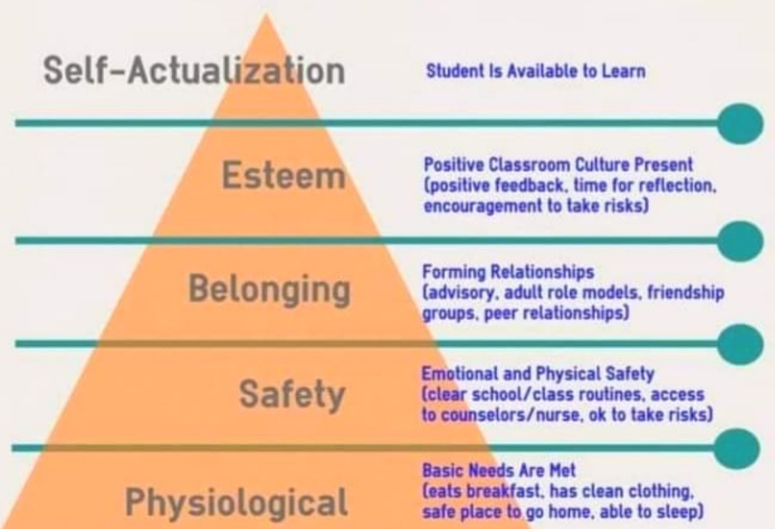 Self-Actualization
Student Is Available to Learn
Esteem
Positive Classroom Culture Present
(positive feedback, time for reflection,
encouragement to take risks)
Belonging
Forming Relationships
(advisory, adult role models, friendship
groups, peer relationships)
Safety
Emotional and Physical Safety
(clear school/class routines, access
to counselors/nurse, ok to take risks)
Physiological
Basic Needs Are Met
(eats breakfast, has clean clothing,
safe place to go home, able to sleep)